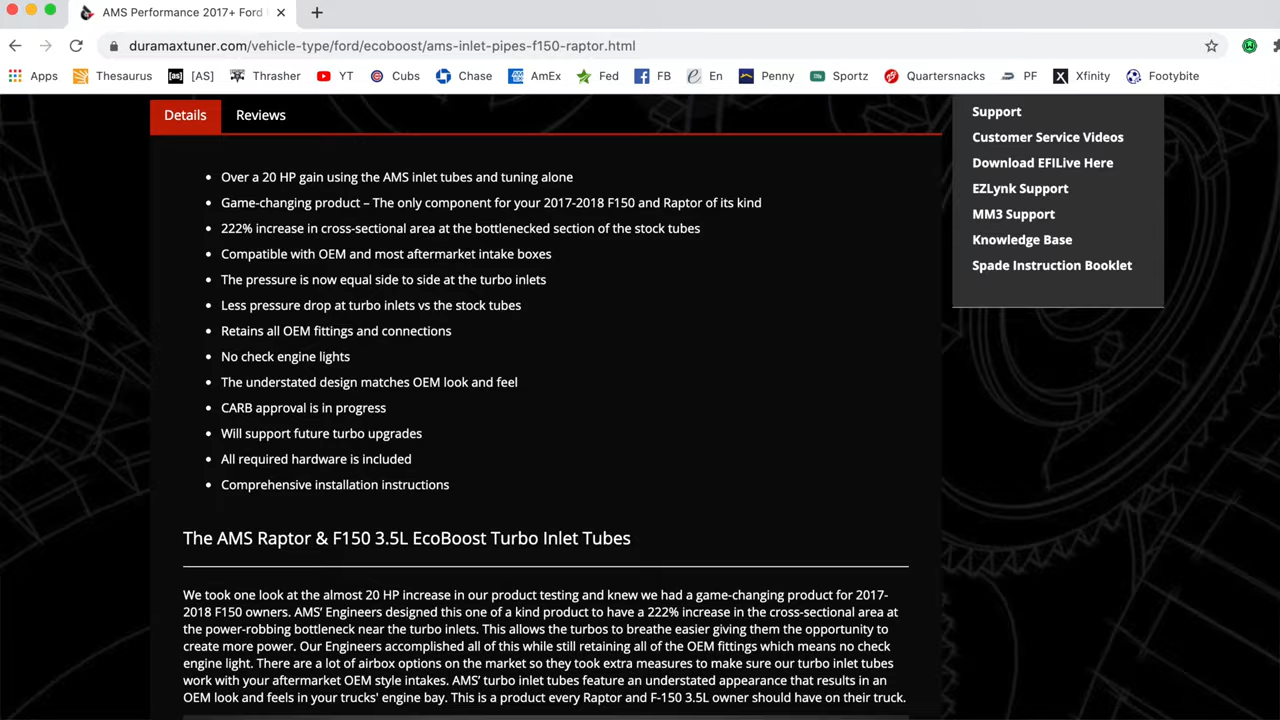 AMS Performance 2017+ Ford
duramaxtuner.com/vehicle-type/ford/ecoboost/ams-inlet-pipes-f150-raptor.html
Apps Thesaurus [as] [AS] Thrasher YT Cubs Chase AmEx Fed FB En Penny Sportz Quartersnacks PF Xfinity Footybite
Details Reviews
Over a 20 HP gain using the AMS inlet tubes and tuning alone
Game-changing product – The only component for your 2017-2018 F150 and Raptor of its kind
222% increase in cross-sectional area at the bottlenecked section of the stock tubes
Compatible with OEM and most aftermarket intake boxes
The pressure is now equal side to side at the turbo inlets
Less pressure drop at turbo inlets vs the stock tubes
Retains all OEM fittings and connections
No check engine lights
The understated design matches OEM look and feel
CARB approval is in progress
Will support future turbo upgrades
All required hardware is included
Comprehensive installation instructions
The AMS Raptor & F150 3.5L EcoBoost Turbo Inlet Tubes
We took one look at the almost 20 HP increase in our product testing and knew we had a game-changing product for 2017-
2018 F150 owners. AMS’ Engineers designed this one of a kind product to have a 222% increase in the cross-sectional area at
the power-robbing bottleneck near the turbo inlets. This allows the turbos to breathe easier giving them the opportunity to
create more power. Our Engineers accomplished all of this while still retaining all of the OEM fittings which means no check
engine light. There are a lot of airbox options on the market so they took extra measures to make sure our turbo inlet tubes
work with your aftermarket OEM style intakes. AMS’ turbo inlet tubes feature an understated appearance that results in an
OEM look and feels in your trucks' engine bay. This is a product every Raptor and F-150 3.5L owner should have on their truck.
Support
Customer Service Videos
Download EFILive Here
EZLynk Support
MM3 Support
Knowledge Base
Spade Instruction Booklet